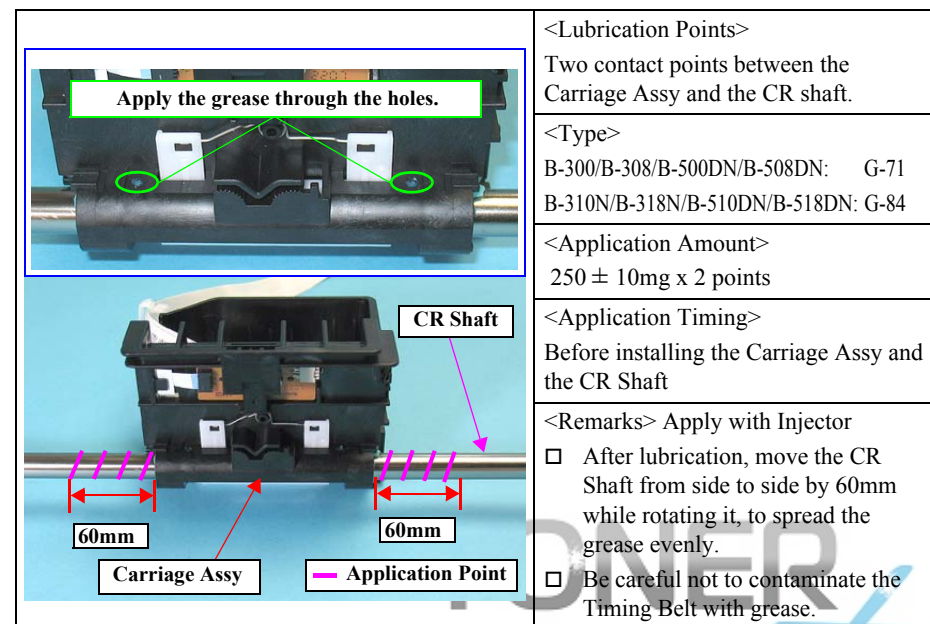 Apply the grease through the holes.
CR Shaft
60mm
60mm
Carriage Assy
Application Point
<Lubrication Points>
Two contact points between the
Carriage Assy and the CR shaft.
<Type>
B-300/B-308/B-500DN/B-508DN: G-71
B-310N/B-318N/B-510DN/B-518DN: G-84
<Application Amount>
250 ± 10mg x 2 points
<Application Timing>
Before installing the Carriage Assy and
the CR Shaft
<Remarks> Apply with Injector
After lubrication, move the CR
Shaft from side to side by 60mm
while rotating it, to spread the
grease evenly.
Be careful not to contaminate the
Timing Belt with grease.
TONER